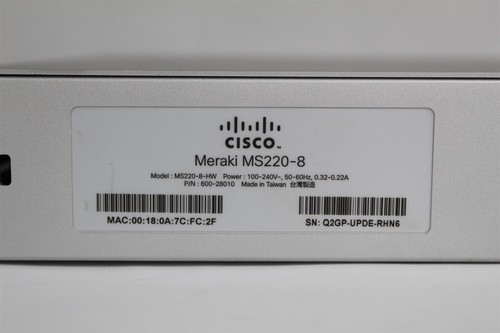 CISCO™
Meraki MS220-8
Model : MS220-8-HW Power : 100-240V~, 50-60Hz, 0.32-0.22A
P/N : 600-28010 Made in Taiwan 台灣製造
MAC:00:18:0A:7C:FC:2F
SN: Q2GP-UPDE-RHN6